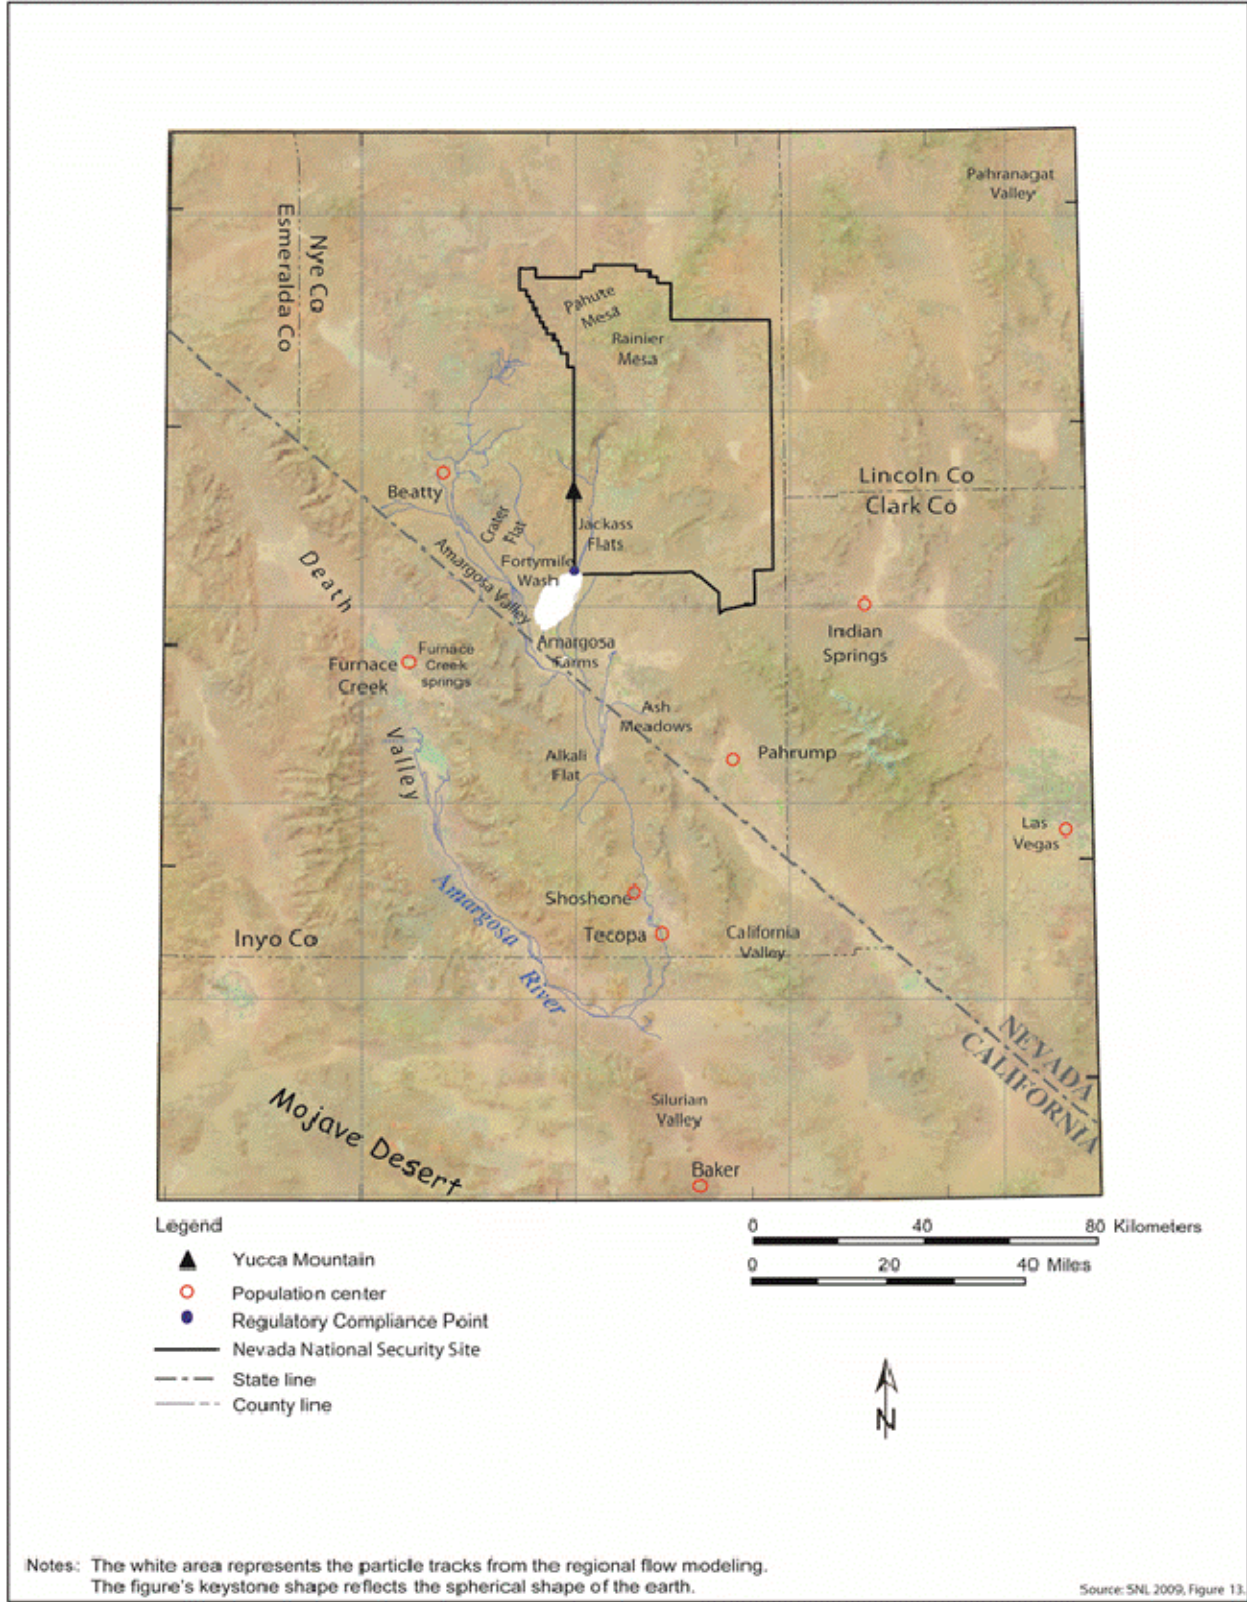 Pahranagat
Valley
Esmeralda Co
Nye Co
Pahute
Mesa
Rainier
Mesa
Lincoln Co
Clark Co
Beatty
Crater
Flat
Jackass
Flats
Amargosa Valley
Fortymile
Wash
Death
Valley
Indian
Springs
Amargosa
Farms
Furnace
Creek
Furnace
Creek
springs
Ash
Meadows
Alkali
Flat
Pahrump
Las
Vegas
Shoshone
Tecopa
California
Valley
Inyo Co
Amargosa
River
NEVADA
CALIFORNIA
Mojave Desert
Silurian
Valley
Baker
Legend
Yucca Mountain
Population center
Regulatory Compliance Point
Nevada National Security Site
State line
County line
0 40 80 Kilometers
0 20 40 Miles
N
Notes: The white area represents the particle tracks from the regional flow modeling.
The figure's keystone shape reflects the spherical shape of the earth.
Source: SNL 2009, Figure 13.